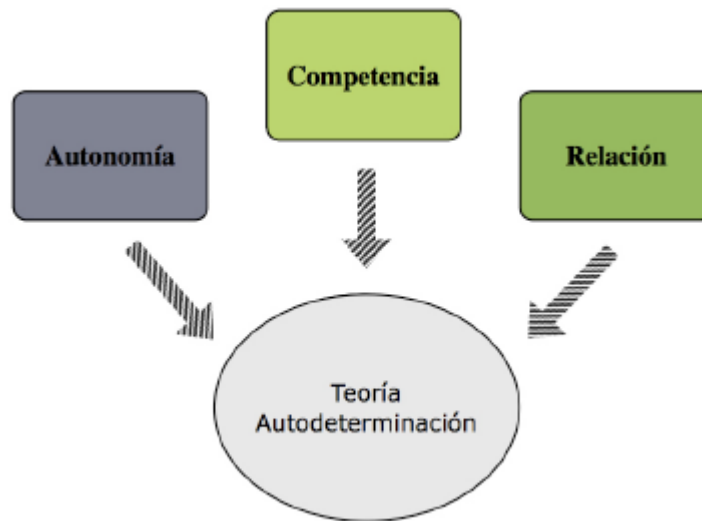 Competencia
Autonomía
Relación
Teoría
Autodeterminación